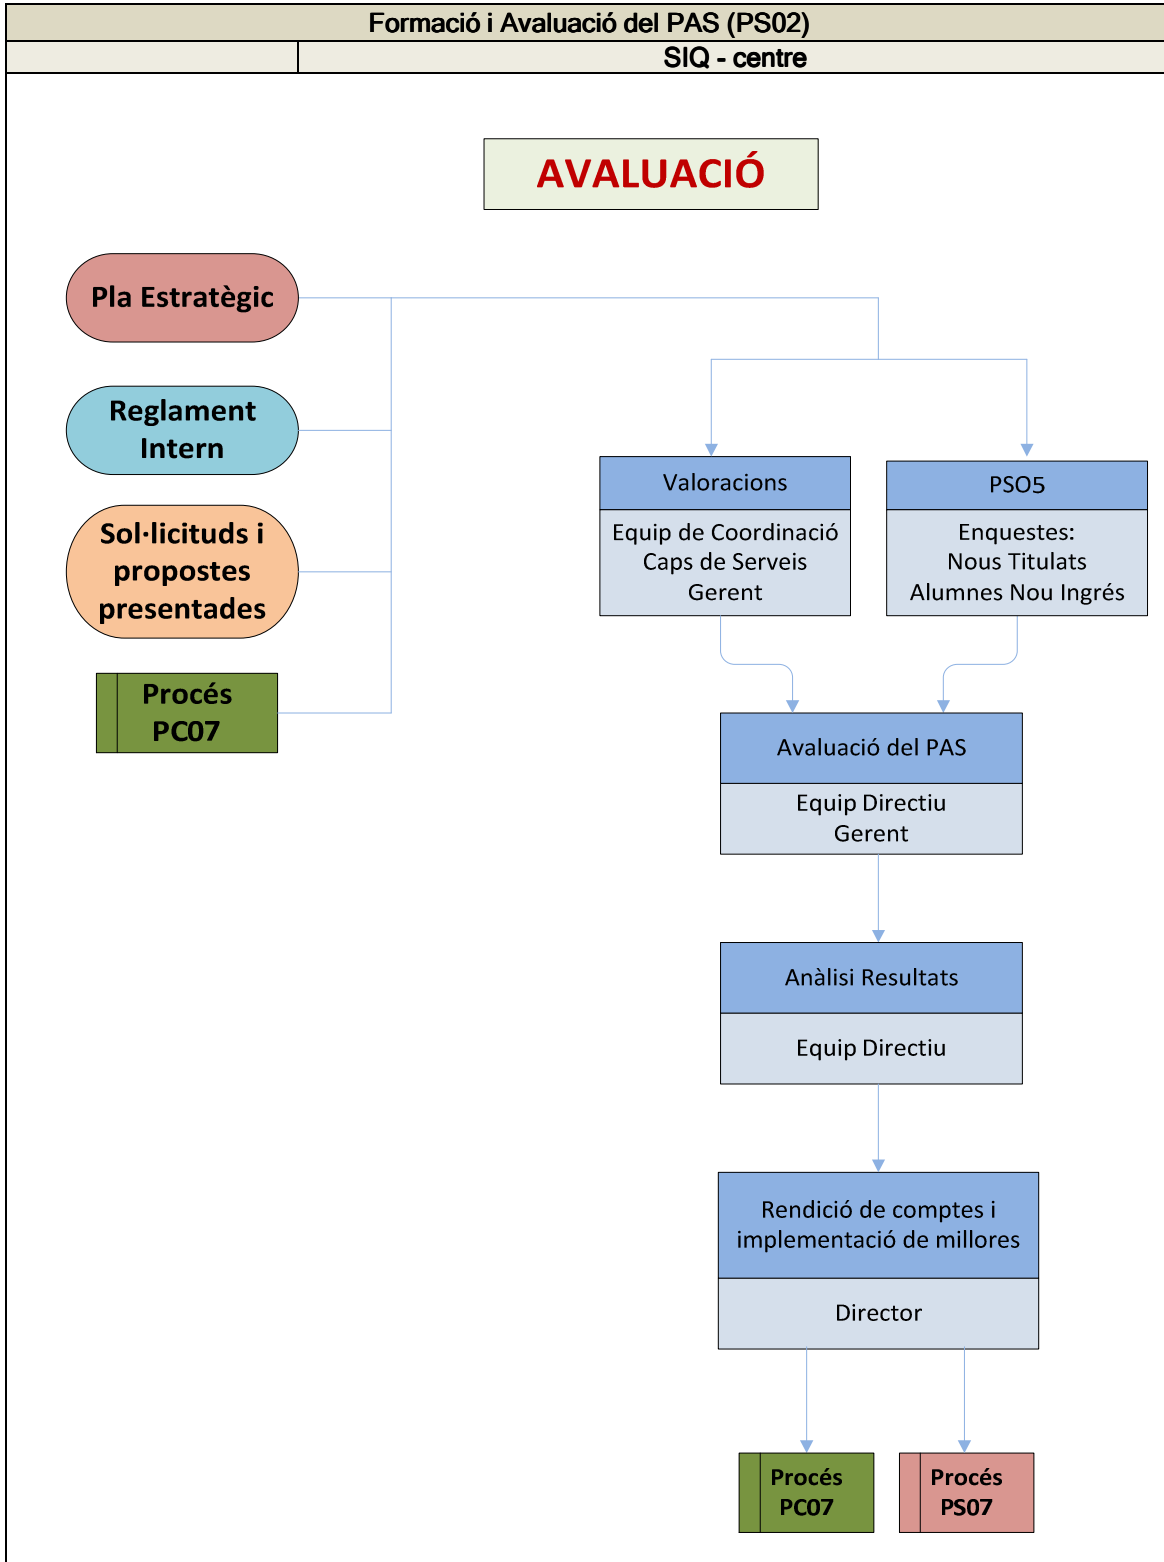 Formació i Avaluació del PAS (PS02)
SIQ - centre
AVALUACIÓ
Pla Estratègic
Reglament
Intern
Sol·licituds i
propostes
presentades
Procés
PC07
Valoracions
Equip de Coordinació
Caps de Serveis
Gerent
PSO5
Enquestes:
Nous Titulats
Alumnes Nou Ingrés
Avaluació del PAS
Equip Directiu
Gerent
Anàlisi Resultats
Equip Directiu
Rendició de comptes i
implementació de millores
Director
Procés
PC07
Procés
PS07